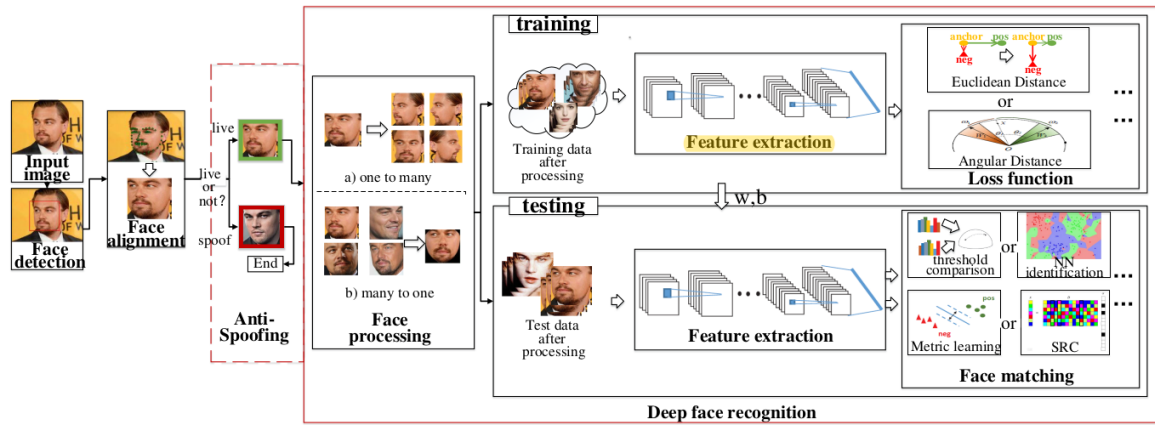 Input
image
Face
detection
Face
alignment
live
or
not?
live
spoof
End
Anti-
Spoofing
a) one to many
b) many to one
Face
processing
training
Training data
after
processing
Feature extraction
anchor
pos
neg
anchor
pos
neg
Euclidean Distance
or
Angular Distance
Loss function
...
...
w,b
testing
Test data
after
processing
Feature extraction
threshold
comparison
or
NN
identification
...
pos
neg
Metric learning
or
SRC
...
Face matching
Deep face recognition